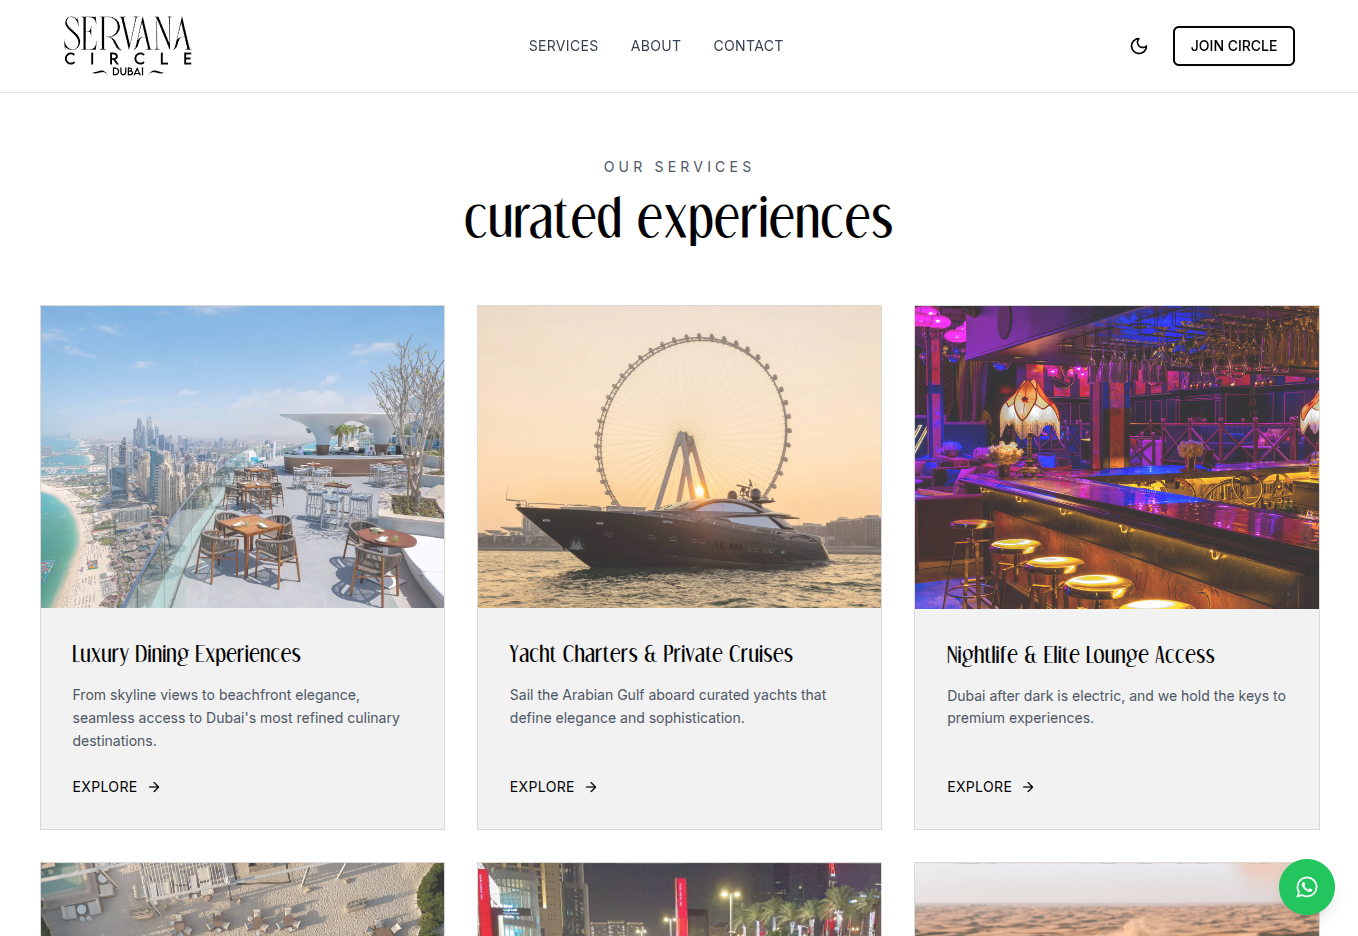 SERVANA
CIRCLE
DUBAI
SERVICES
ABOUT
CONTACT
JOIN CIRCLE
OUR SERVICES
curated experiences
Luxury Dining Experiences
From skyline views to beachfront elegance,
seamless access to Dubai's most refined culinary
destinations.
EXPLORE
Yacht Charters & Private Cruises
Sail the Arabian Gulf aboard curated yachts that
define elegance and sophistication.
EXPLORE
Nightlife & Elite Lounge Access
Dubai after dark is electric, and we hold the keys to
premium experiences.
EXPLORE